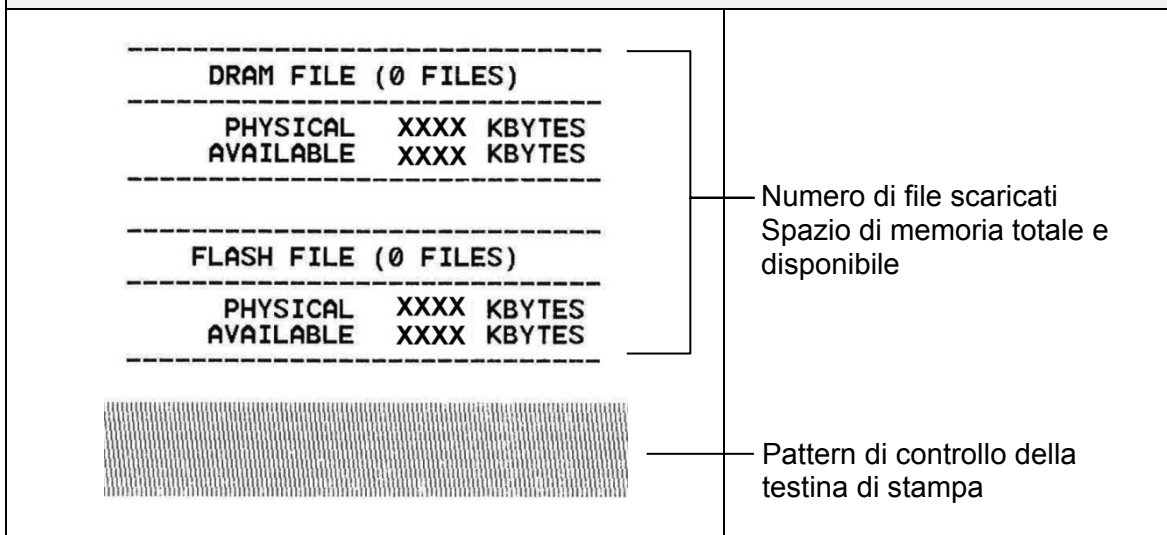 DRAM FILE (0 FILES)
PHYSICAL XXXX KBYTES
AVAILABLE XXXX KBYTES
FLASH FILE (0 FILES)
PHYSICAL XXXX KBYTES
AVAILABLE XXXX KBYTES
Numero di file scaricati
Spazio di memoria totale e
disponibile
Pattern di controllo della
testina di stampa